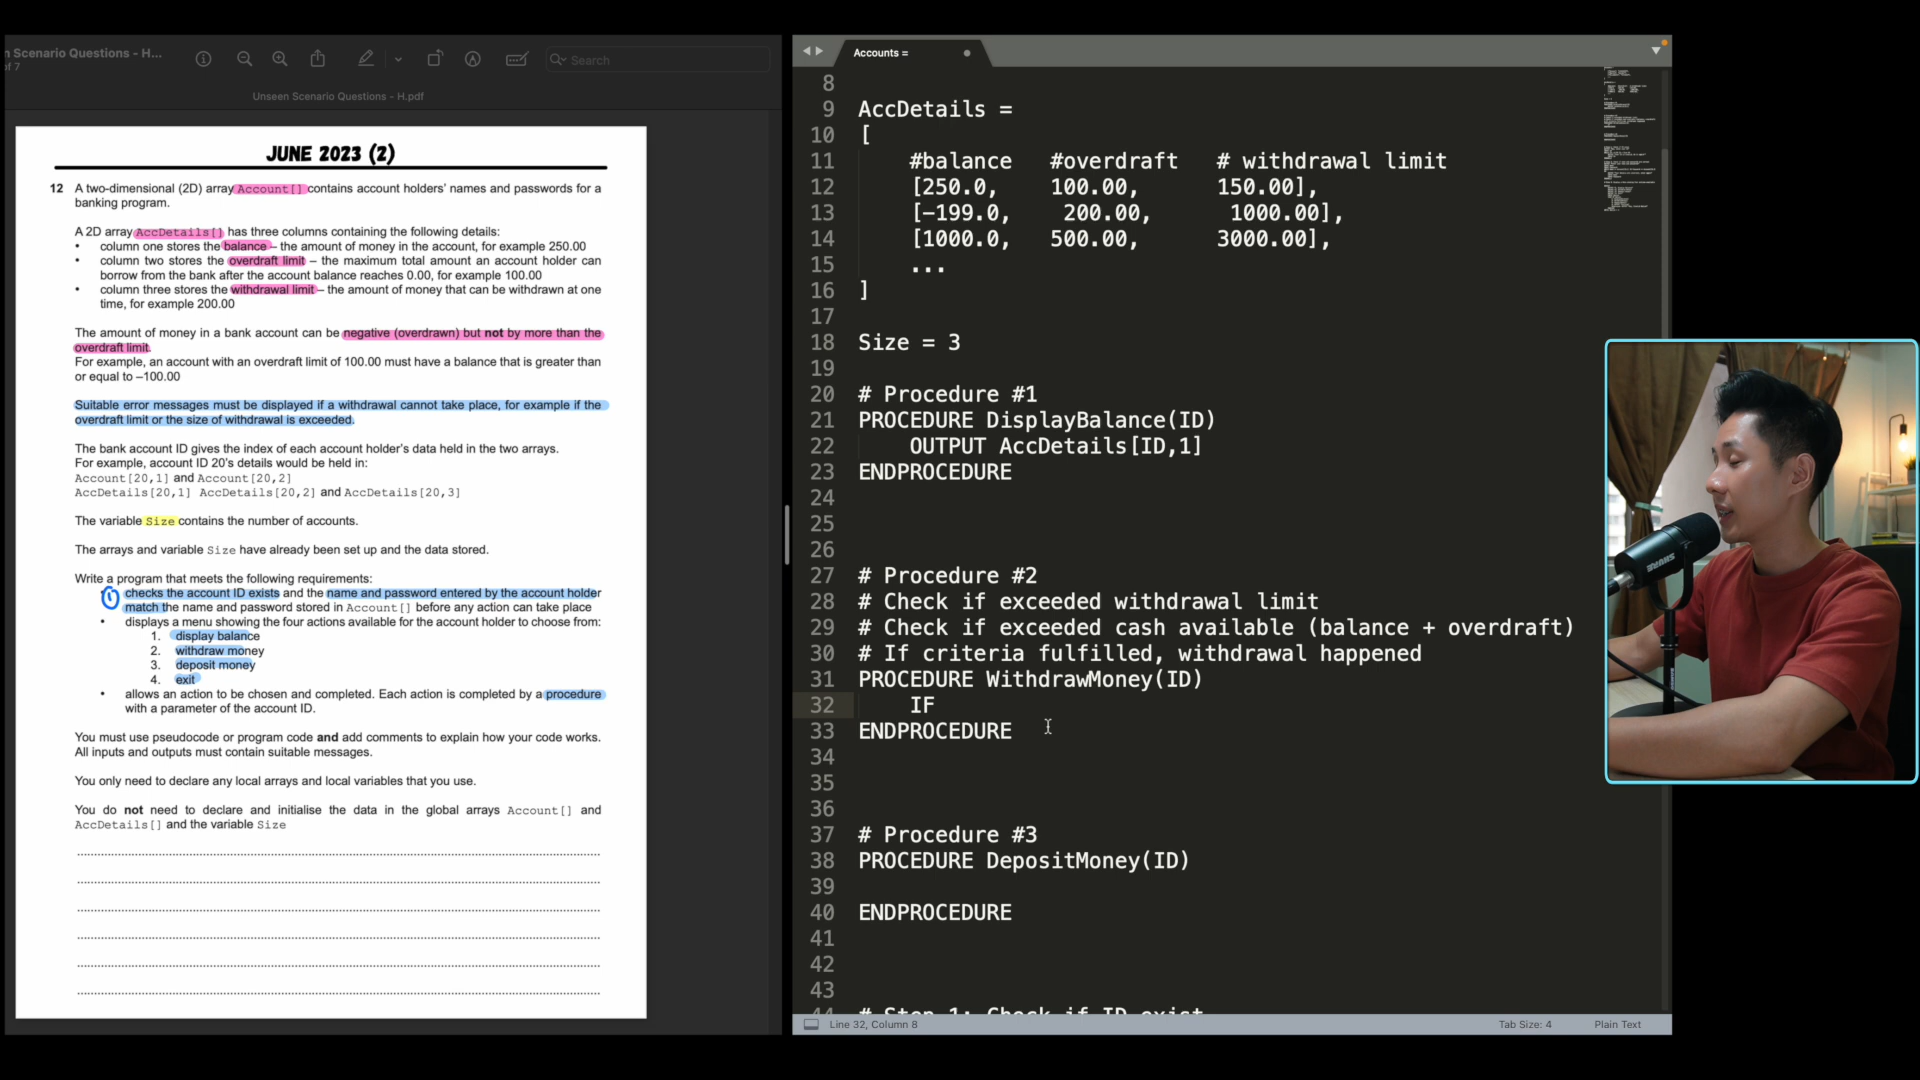 n Scenario Questions - H...
of 7
Search
Unseen Scenario Questions - H.pdf
JUNE 2023 (2)
12 A two-dimensional (2D) array Account[] contains account holders' names and passwords for a
banking program.
A 2D array AccDetails[] has three columns containing the following details:
• column one stores the balance – the amount of money in the account, for example 250.00
• column two stores the overdraft limit – the maximum total amount an account holder can
borrow from the bank after the account balance reaches 0.00, for example 100.00
• column three stores the withdrawal limit – the amount of money that can be withdrawn at one
time, for example 200.00
The amount of money in a bank account can be negative (overdrawn) but not by more than the
overdraft limit.
For example, an account with an overdraft limit of 100.00 must have a balance that is greater than
or equal to –100.00
Suitable error messages must be displayed if a withdrawal cannot take place, for example if the
overdraft limit or the size of withdrawal is exceeded.
The bank account ID gives the index of each account holder's data held in the two arrays.
For example, account ID 20's details would be held in:
Account[20,1] and Account[20,2]
AccDetails[20,1] AccDetails[20,2] and AccDetails[20,3]
The variable Size contains the number of accounts.
The arrays and variable Size have already been set up and the data stored.
Write a program that meets the following requirements:
checks the account ID exists and the name and password entered by the account holder
match the name and password stored in Account[] before any action can take place
• displays a menu showing the four actions available for the account holder to choose from:
1. display balance
2. withdraw money
3. deposit money
4. exit
• allows an action to be chosen and completed. Each action is completed by a procedure
with a parameter of the account ID.
You must use pseudocode or program code and add comments to explain how your code works.
All inputs and outputs must contain suitable messages.
You only need to declare any local arrays and local variables that you use.
You do not need to declare and initialise the data in the global arrays Account[] and
AccDetails[] and the variable Size
Accounts =
8
9 AccDetails =
10 [
11 #balance #overdraft # withdrawal limit
12 [250.0, 100.00, 150.00],
13 [-199.0, 200.00, 1000.00],
14 [1000.0, 500.00, 3000.00],
15 ...
16 ]
17
18 Size = 3
19
20 # Procedure #1
21 PROCEDURE DisplayBalance(ID)
22 OUTPUT AccDetails[ID,1]
23 ENDPROCEDURE
24
25
26
27 # Procedure #2
28 # Check if exceeded withdrawal limit
29 # Check if exceeded cash available (balance + overdraft)
30 # If criteria fulfilled, withdrawal happened
31 PROCEDURE WithdrawMoney(ID)
32 IF
33 ENDPROCEDURE
34
35
36
37 # Procedure #3
38 PROCEDURE DepositMoney(ID)
39
40 ENDPROCEDURE
41
42
43
44 # Step 1: Check if ID exist
Line 32, Column 8
Tab Size: 4
Plain Text
SHURE